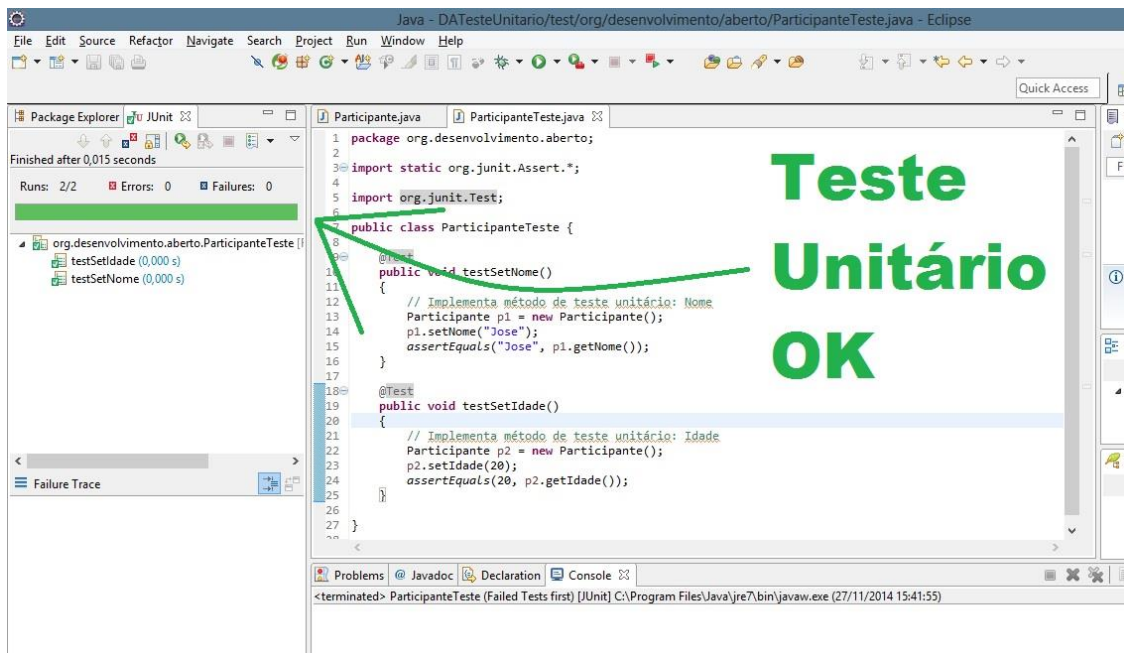 Java - DATesteUnitario/test/org/desenvolvimento/aberto/ParticipanteTeste.java - Eclipse
File Edit Source Refactor Navigate Search Project Run Window Help
Quick Access
Package Explorer JUnit
Finished after 0,015 seconds
Runs: 2/2 Errors: 0 Failures: 0
org.desenvolvimento.aberto.ParticipanteTeste [
testSetIdade (0,000 s)
testSetNome (0,000 s)
Failure Trace
Participante.java ParticipanteTeste.java
1 package org.desenvolvimento.aberto;
2
3 import static org.junit.Assert.*;
4
5 import org.junit.Test;
6
7 public class ParticipanteTeste {
8
9 @Test
10 public void testSetNome()
11 {
12 // Implementa método de teste unitário: Nome
13 Participante p1 = new Participante();
14 p1.setNome("Jose");
15 assertEquals("Jose", p1.getNome());
16 }
17
18 @Test
19 public void testSetIdade()
20 {
21 // Implementa método de teste unitário: Idade
22 Participante p2 = new Participante();
23 p2.setIdade(20);
24 assertEquals(20, p2.getIdade());
25 }
26
27 }
Teste
Unitário
OK
Problems @ Javadoc Declaration Console
<terminated> ParticipanteTeste (Failed Tests first) [JUnit] C:\Program Files\Java\jre7\bin\javaw.exe (27/11/2014 15:41:55)